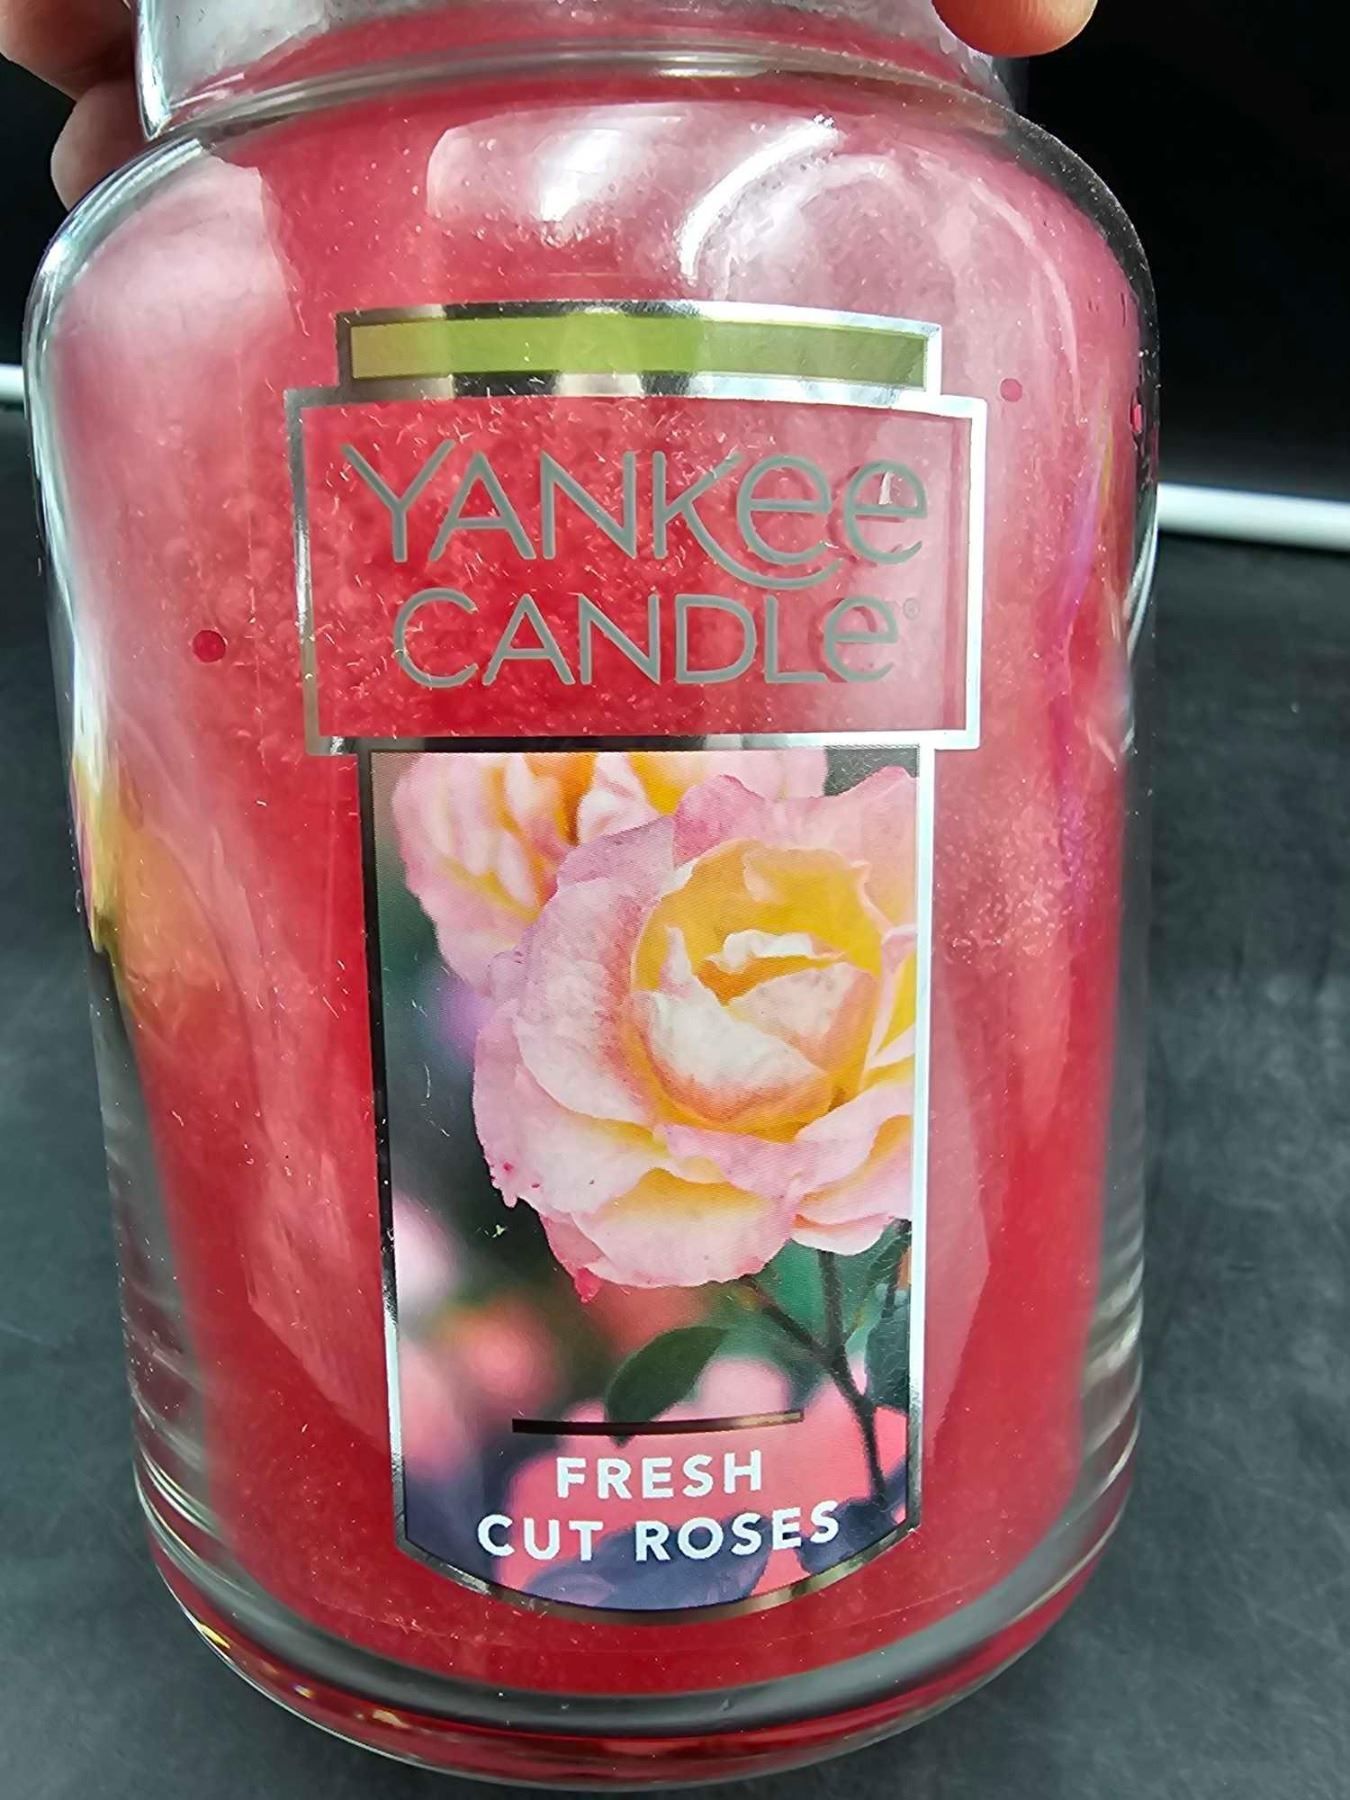 YANKEE
CANDLE®
FRESH
CUT ROSES